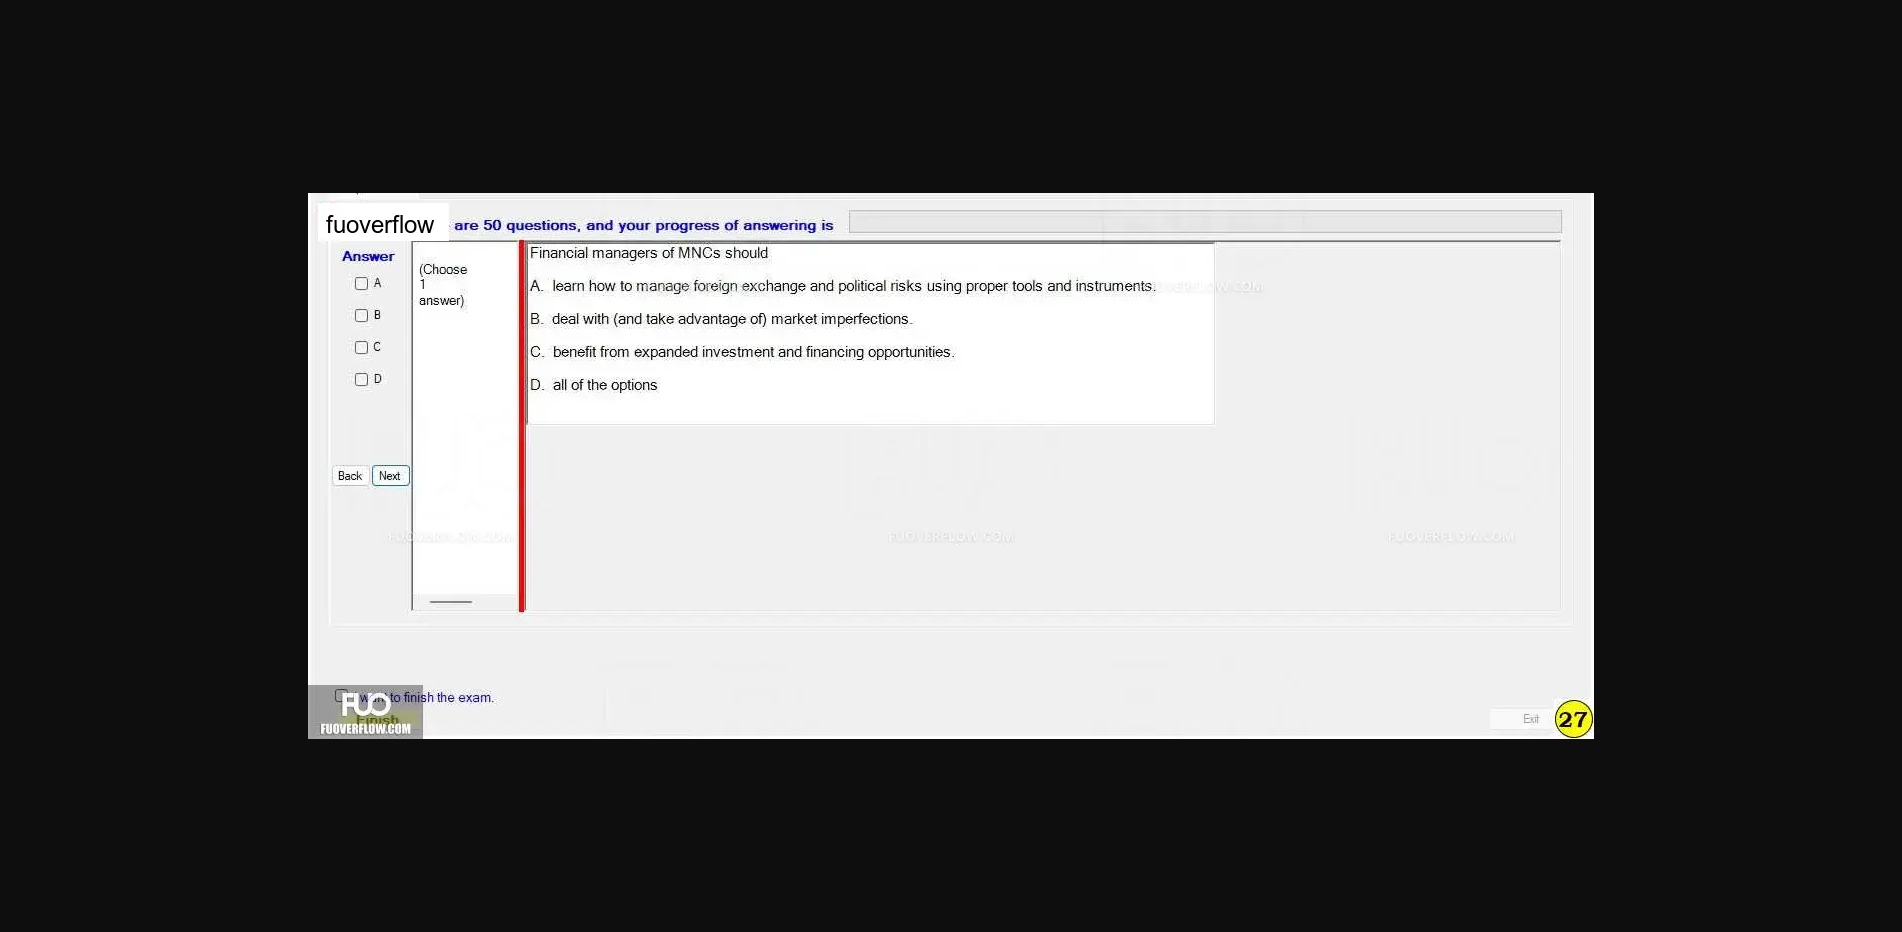 fuoverflow
are 50 questions, and your progress of answering is
Answer
A
B
C
D
(Choose
1
answer)
Financial managers of MNCs should
A. learn how to manage foreign exchange and political risks using proper tools and instruments.
B. deal with (and take advantage of) market imperfections.
C. benefit from expanded investment and financing opportunities.
D. all of the options
Back
Next
FUOVERFLOW.COM
FUOVERFLOW.COM
FUOVERFLOW.COM
want to finish the exam.
FUO
Finish
FUOVERFLOW.COM
Exit
27